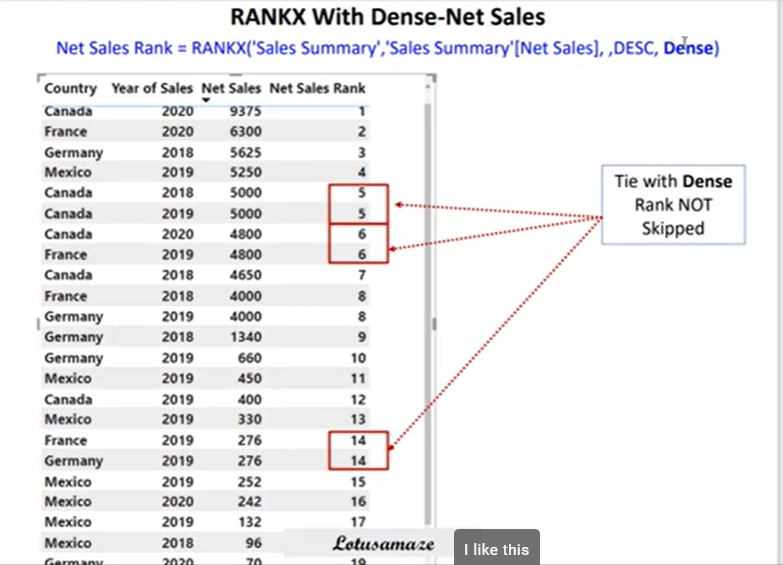 RANKX With Dense-Net Sales
Net Sales Rank = RANKX('Sales Summary','Sales Summary'[Net Sales], ,DESC, Dense)
Country Year of Sales Net Sales Net Sales Rank
Canada 2020 9375 1
France 2020 6300 2
Germany 2018 5625 3
Mexico 2019 5250 4
Canada 2018 5000 5
Canada 2019 5000 5
Canada 2020 4800 6
France 2019 4800 6
Canada 2018 4650 7
France 2018 4000 8
Germany 2019 4000 8
Germany 2018 1340 9
Germany 2019 660 10
Mexico 2019 450 11
Canada 2019 400 12
Mexico 2019 330 13
France 2019 276 14
Germany 2019 276 14
Mexico 2019 252 15
Mexico 2020 242 16
Mexico 2019 132 17
Mexico 2018 96
Germany 2020 70 19
Tie with Dense
Rank NOT
Skipped
Lotusamaze
I like this